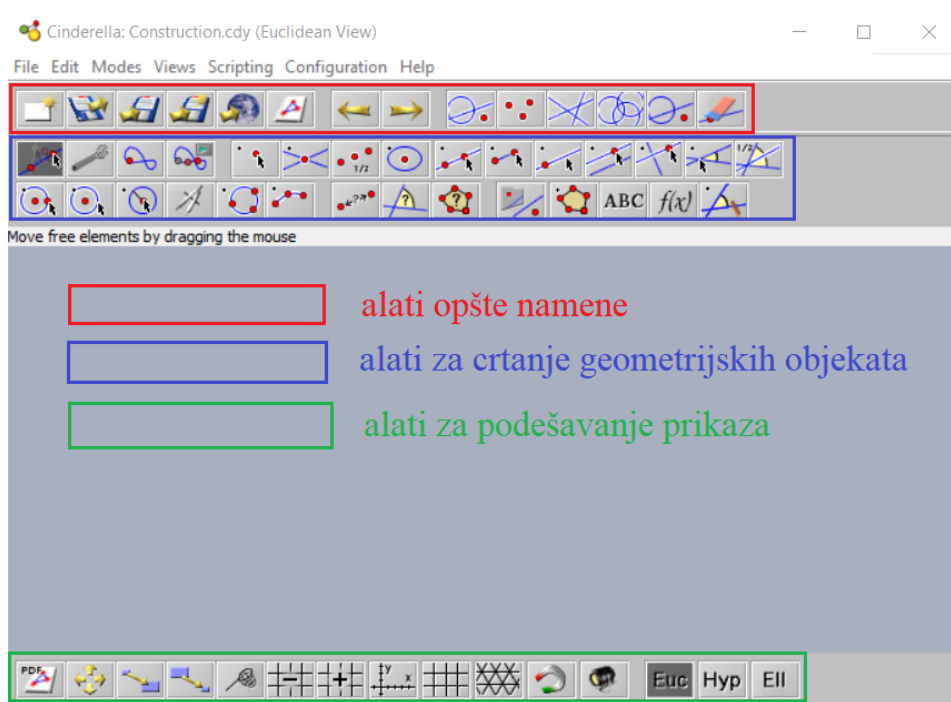 Cinderella: Construction.cdy (Euclidean View)
File Edit Modes Views Scripting Configuration Help
1/2 1/2
? ? ? ABC f(x)
Move free elements by dragging the mouse
alati opšte namene
alati za crtanje geometrijskih objekata
alati za podešavanje prikaza
PDF y x Euc Hyp Ell